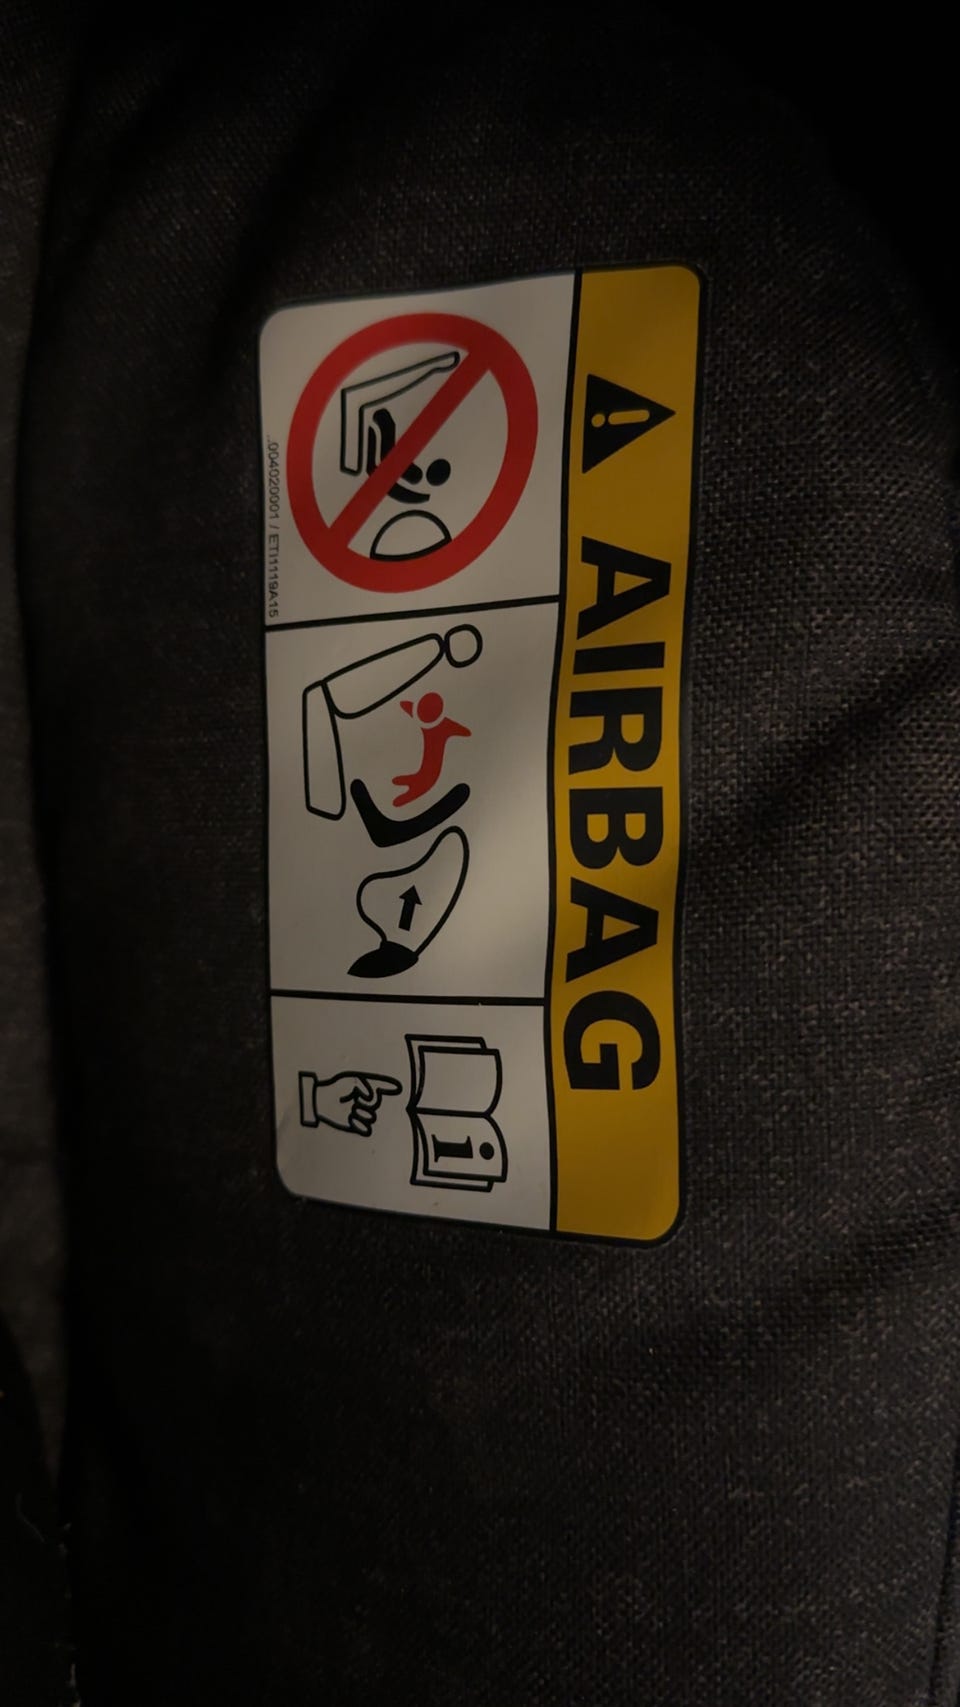 AIRBAG
i
..004020001 / ETI1119A15